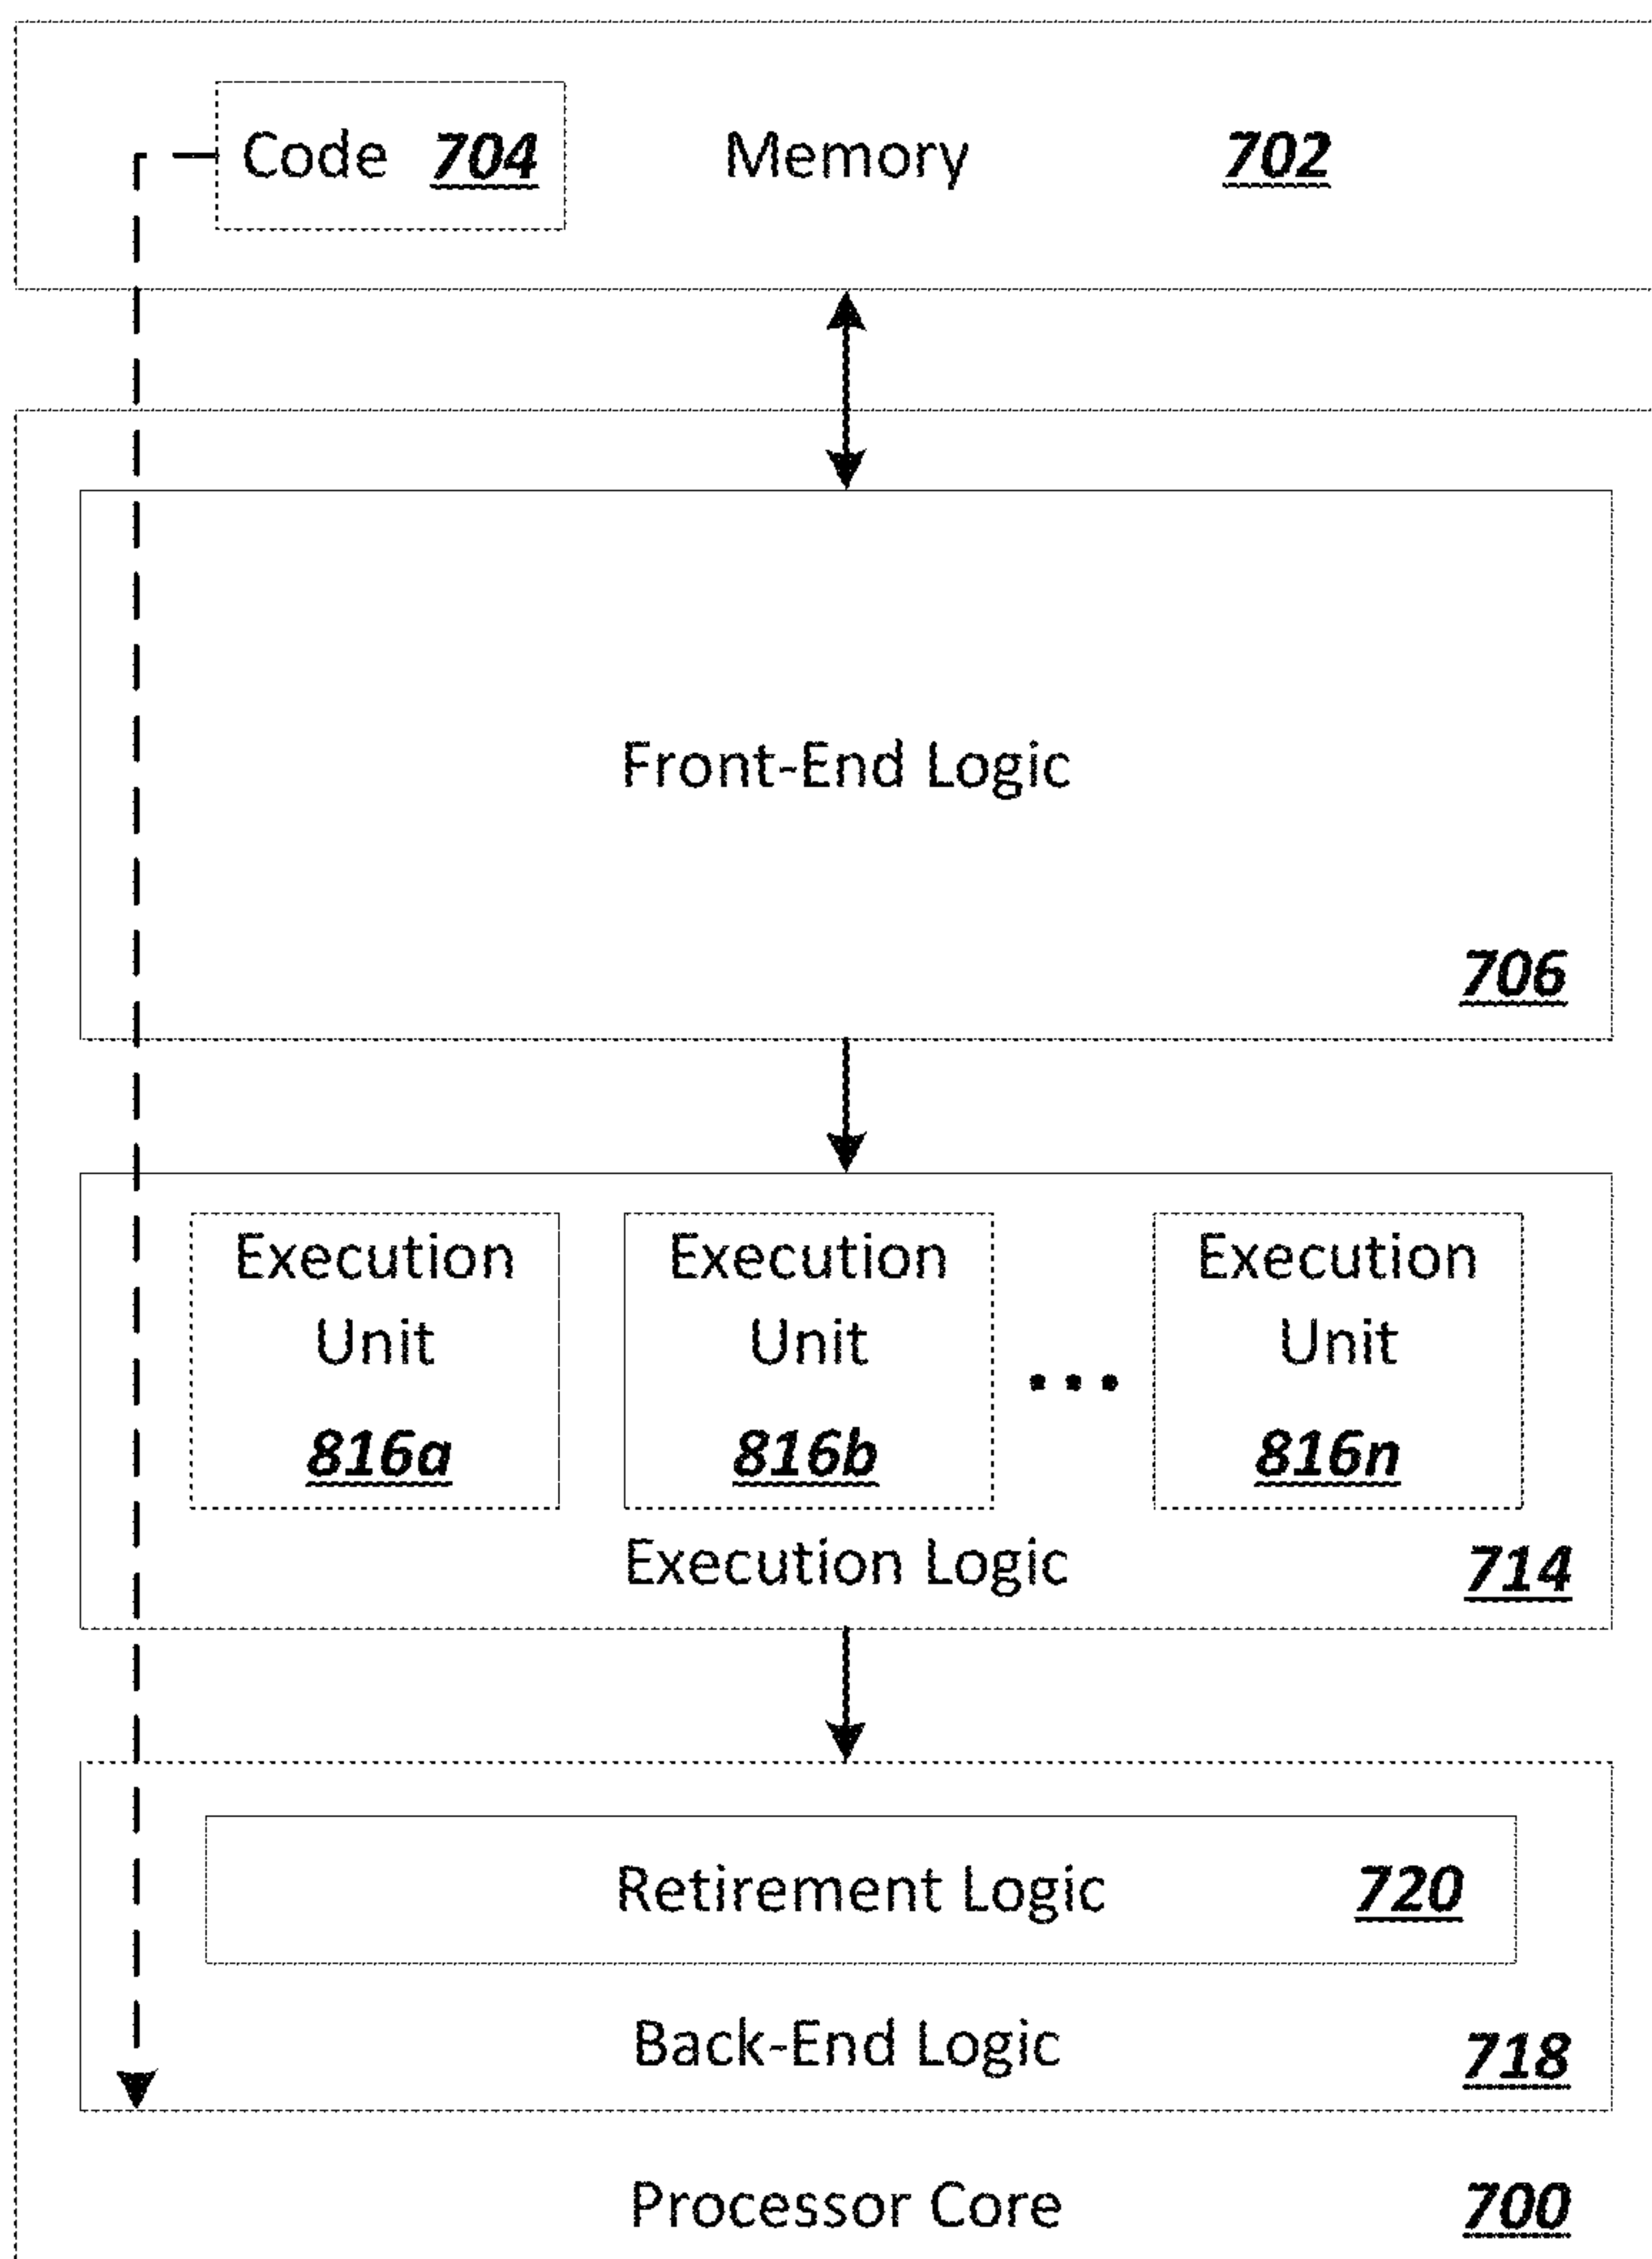 Code 704 Memory 702
Front-End Logic
706
Execution Execution Execution
Unit Unit Unit
816a 816b ... 816n
Execution Logic 714
Retirement Logic 720
Back-End Logic 718
Processor Core 700